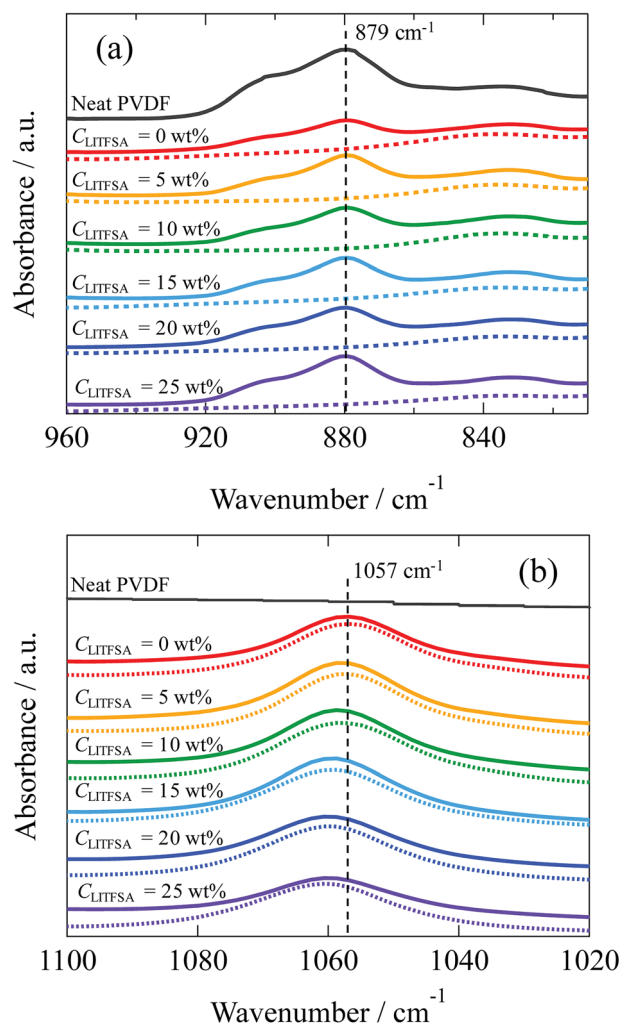 (a)
879 cm-1
Neat PVDF
CLITFSA = 0 wt%
CLITFSA = 5 wt%
CLITFSA = 10 wt%
CLITFSA = 15 wt%
CLITFSA = 20 wt%
CLITFSA = 25 wt%
Absorbance / a.u.
960 920 880 840
Wavenumber / cm-1
(b)
1057 cm-1
Neat PVDF
CLITFSA = 0 wt%
CLITFSA = 5 wt%
CLITFSA = 10 wt%
CLITFSA = 15 wt%
CLITFSA = 20 wt%
CLITFSA = 25 wt%
Absorbance / a.u.
1100 1080 1060 1040 1020
Wavenumber / cm-1